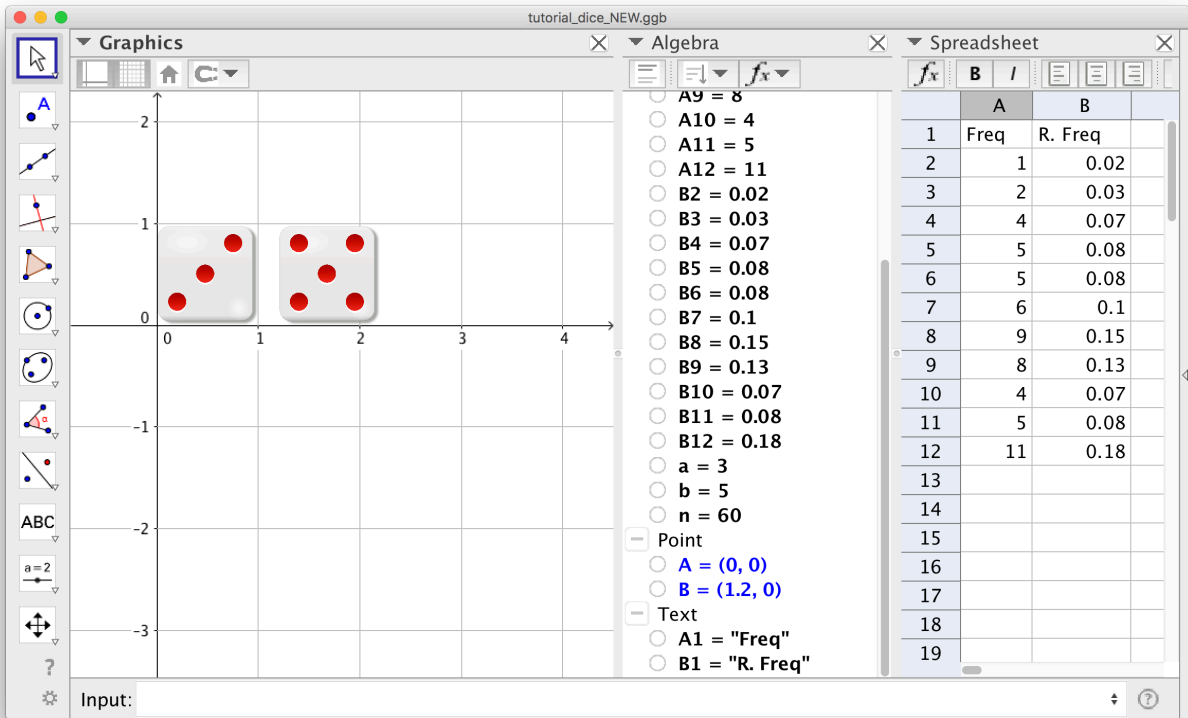 tutorial_dice_NEW.ggb
Graphics
Algebra
Spreadsheet
fx
fx B I
A
ABC
a=2
α
?
2
1
0
0 1 2 3 4
-1
-2
-3
A9 = 8
A10 = 4
A11 = 5
A12 = 11
B2 = 0.02
B3 = 0.03
B4 = 0.07
B5 = 0.08
B6 = 0.08
B7 = 0.1
B8 = 0.15
B9 = 0.13
B10 = 0.07
B11 = 0.08
B12 = 0.18
a = 3
b = 5
n = 60
Point
A = (0, 0)
B = (1.2, 0)
Text
A1 = "Freq"
B1 = "R. Freq"
A B
1 Freq R. Freq
2 1 0.02
3 2 0.03
4 4 0.07
5 5 0.08
6 5 0.08
7 6 0.1
8 9 0.15
9 8 0.13
10 4 0.07
11 5 0.08
12 11 0.18
13
14
15
16
17
18
19
Input:
?